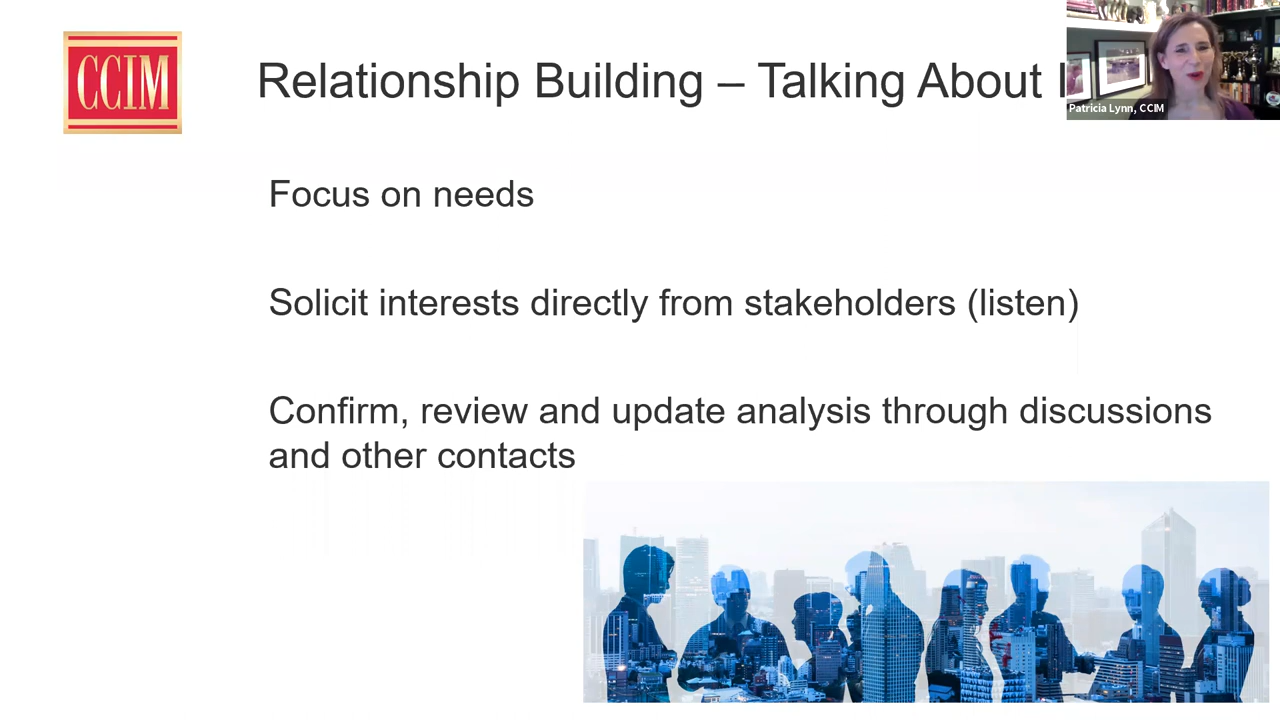 CCIM
Relationship Building – Talking About
Patricia Lynn, CCIM
Focus on needs
Solicit interests directly from stakeholders (listen)
Confirm, review and update analysis through discussions
and other contacts